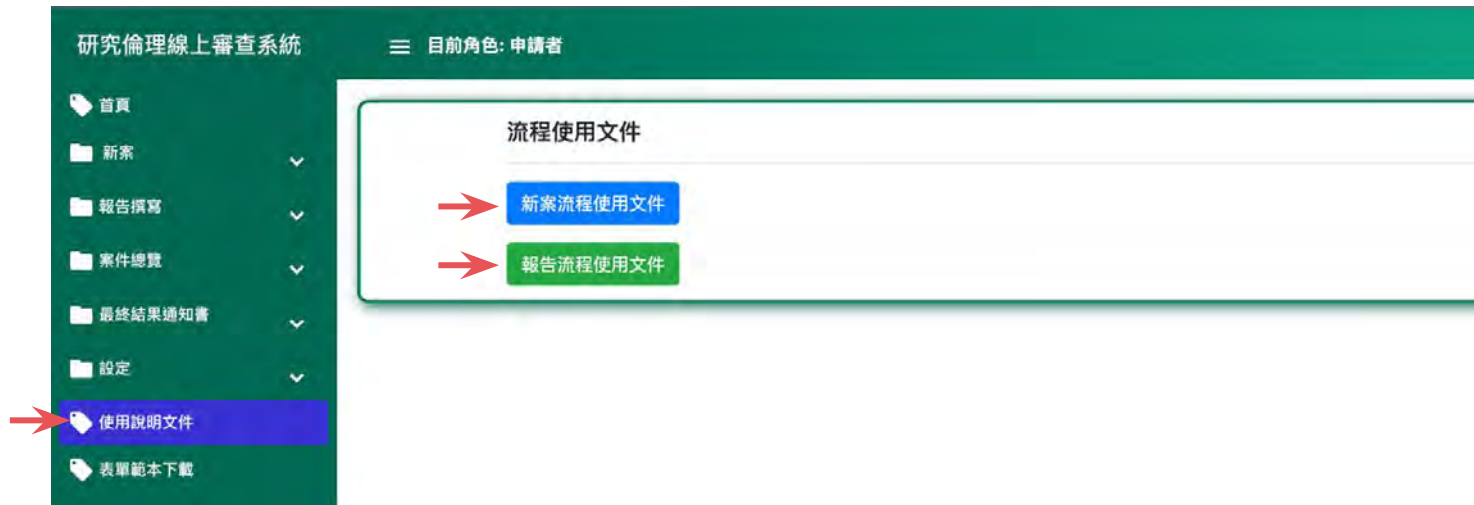 研究倫理線上審查系統
目前角色: 申請者
首頁
新案
報告撰寫
案件總覽
最終結果通知書
設定
使用說明文件
表單範本下載
流程使用文件
新案流程使用文件
報告流程使用文件